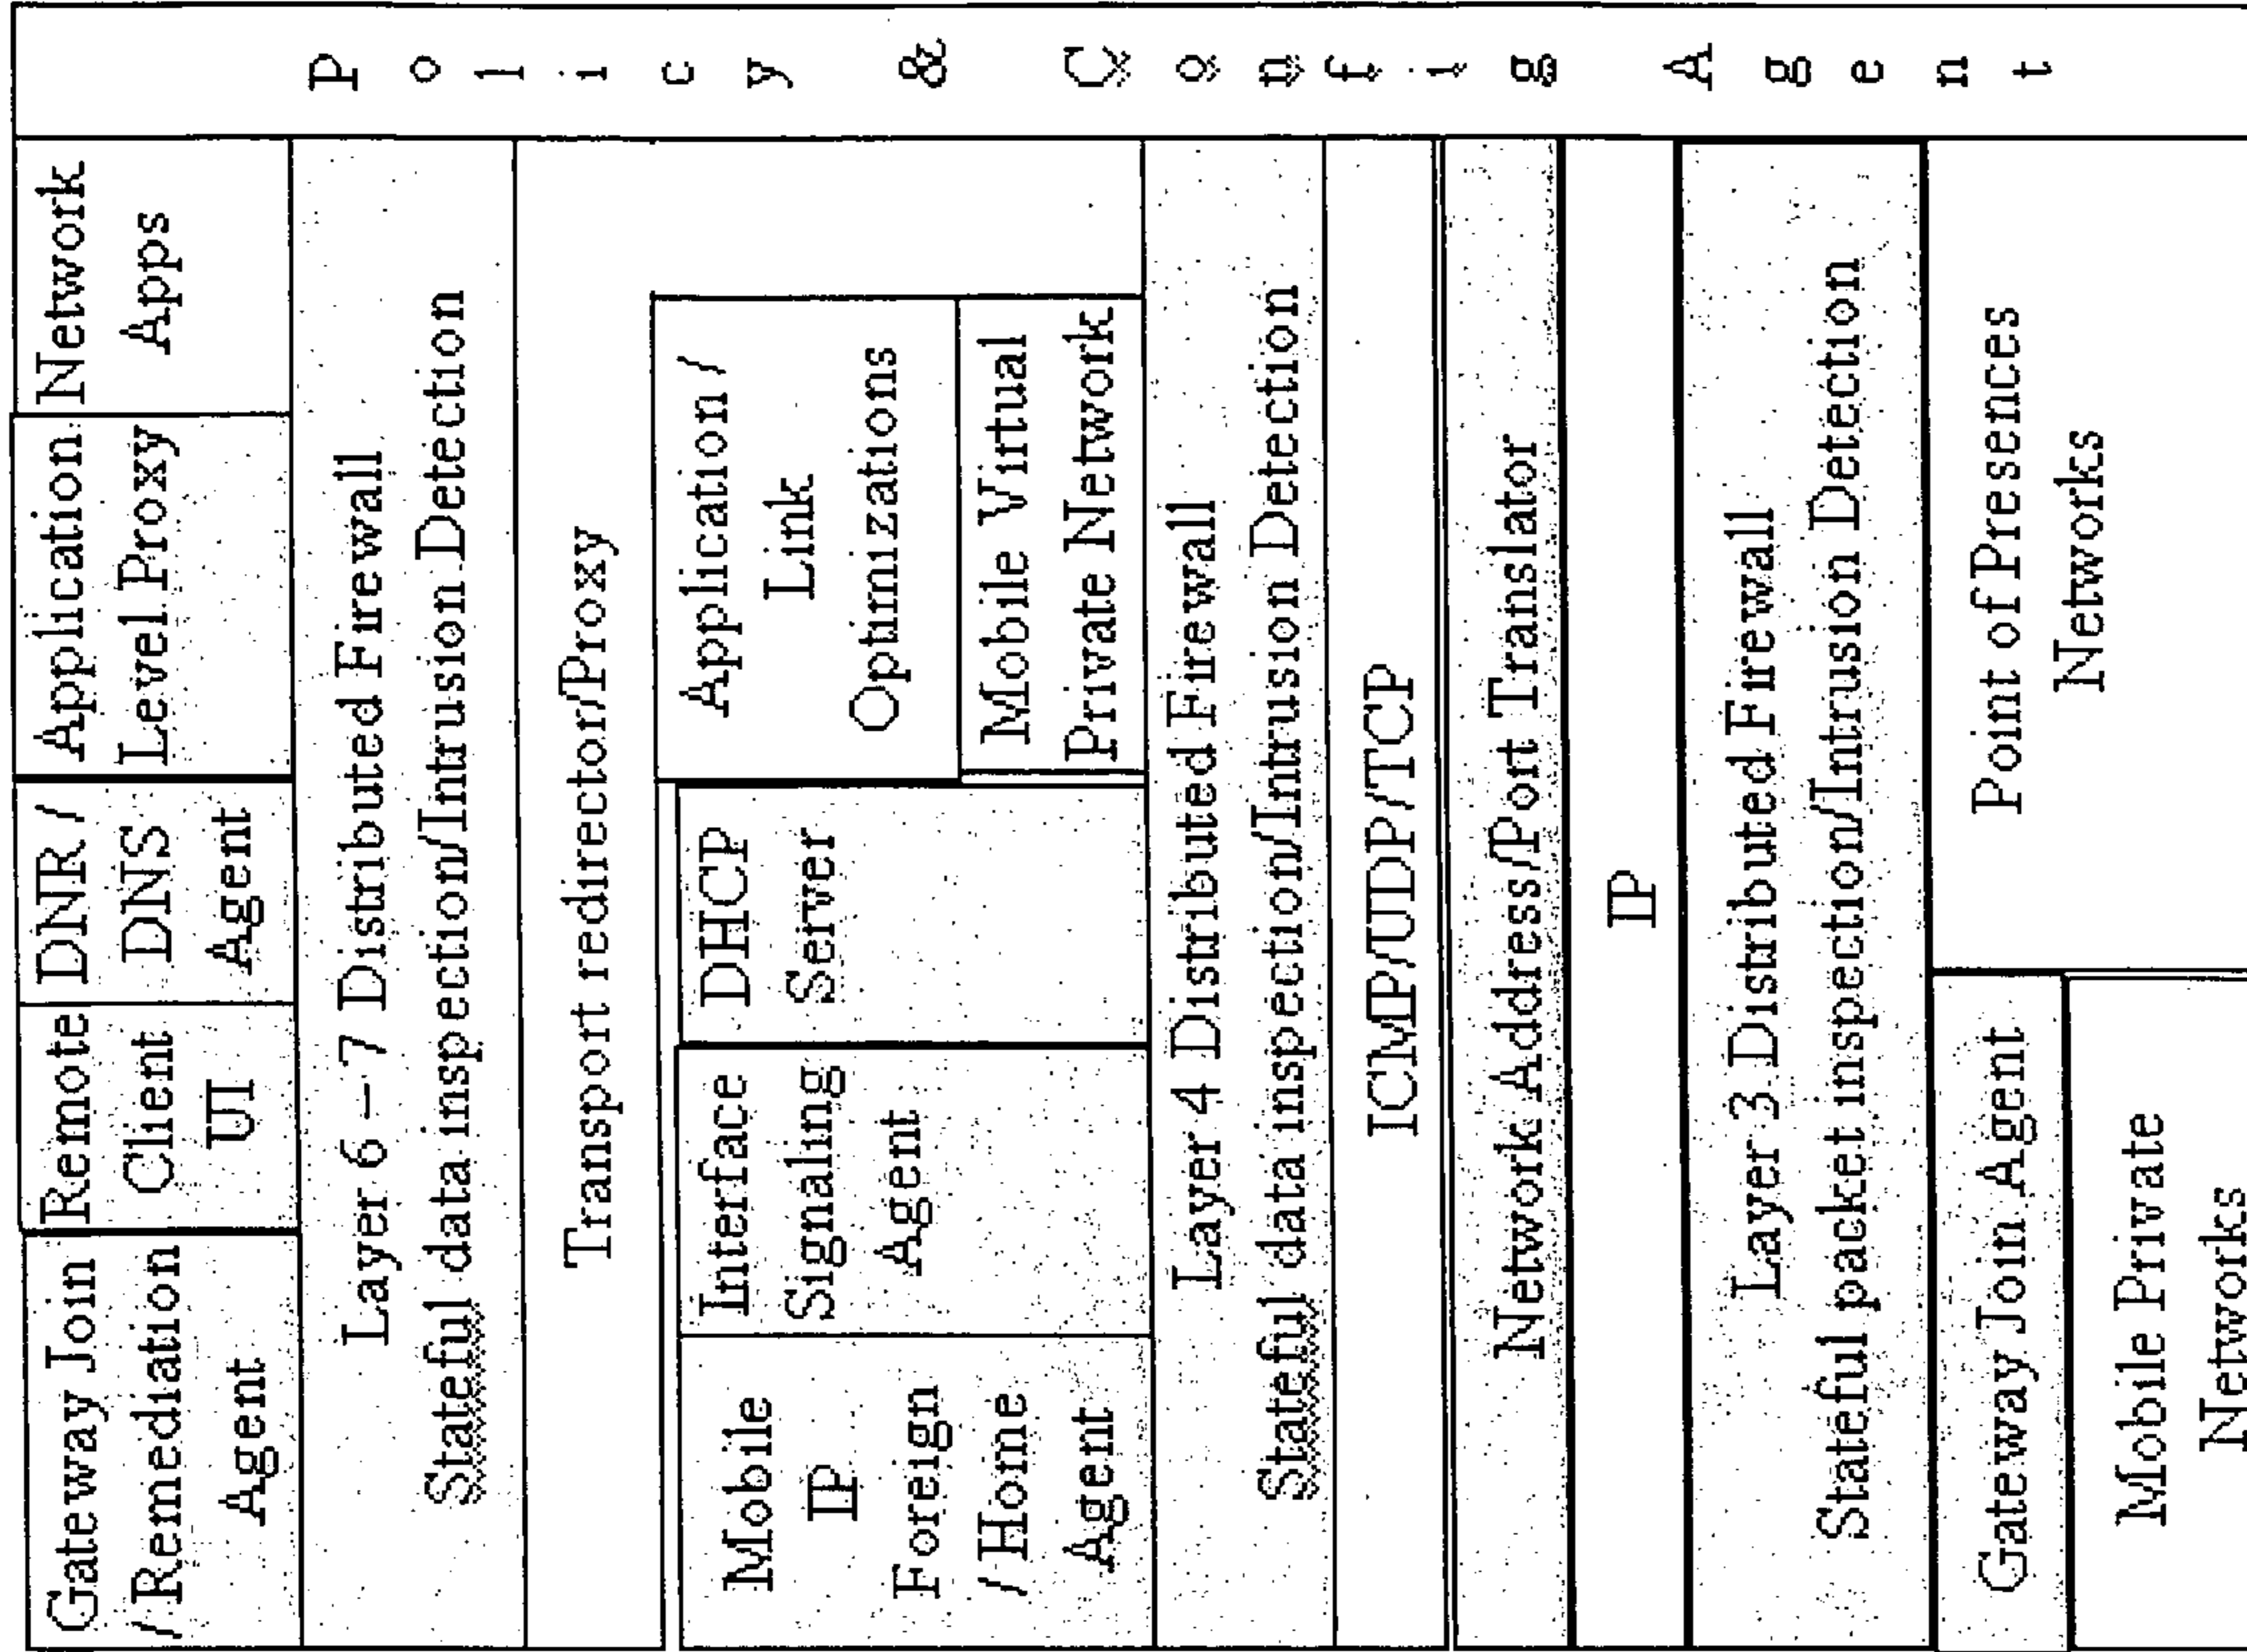 Gateway Join
/Remediation
Agent
Remote
Client
UI
DNR /
DNS
Agent
Application
Level Proxy
Network
Apps
Layer 6 – 7 Distributed Firewall
Stateful data inspection/Intrusion Detection
Transport redirector/Proxy
Mobile
IP
Foreign
/Home
Agent
Interface
Signaling
Agent
DHCP
Server
Application /
Link
Optimizations
Mobile Virtual
Private Network
Layer 4 Distributed Firewall
Stateful data inspection/Intrusion Detection
ICMP/UDP/TCP
Network Address/Port Translator
IP
Layer 3 Distributed Firewall
Stateful packet inspection/Intrusion Detection
Gateway Join Agent
Mobile Private
Networks
Point of Presences
Networks
Policy & Config Agent